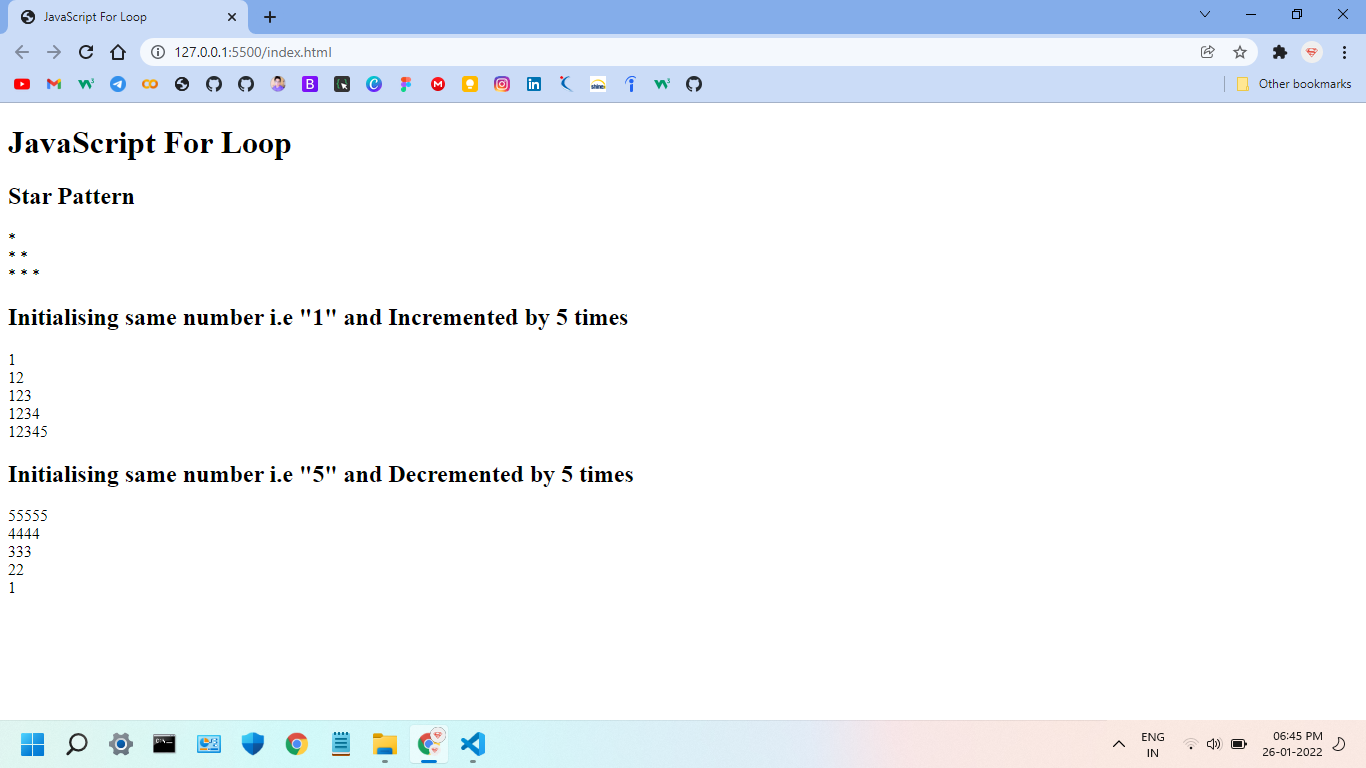 JavaScript For Loop
127.0.0.1:5500/index.html
Other bookmarks
JavaScript For Loop
Star Pattern
*
* *
* * *
Initialising same number i.e "1" and Incremented by 5 times
1
12
123
1234
12345
Initialising same number i.e "5" and Decremented by 5 times
55555
4444
333
22
1
ENG
IN
06:45 PM
26-01-2022